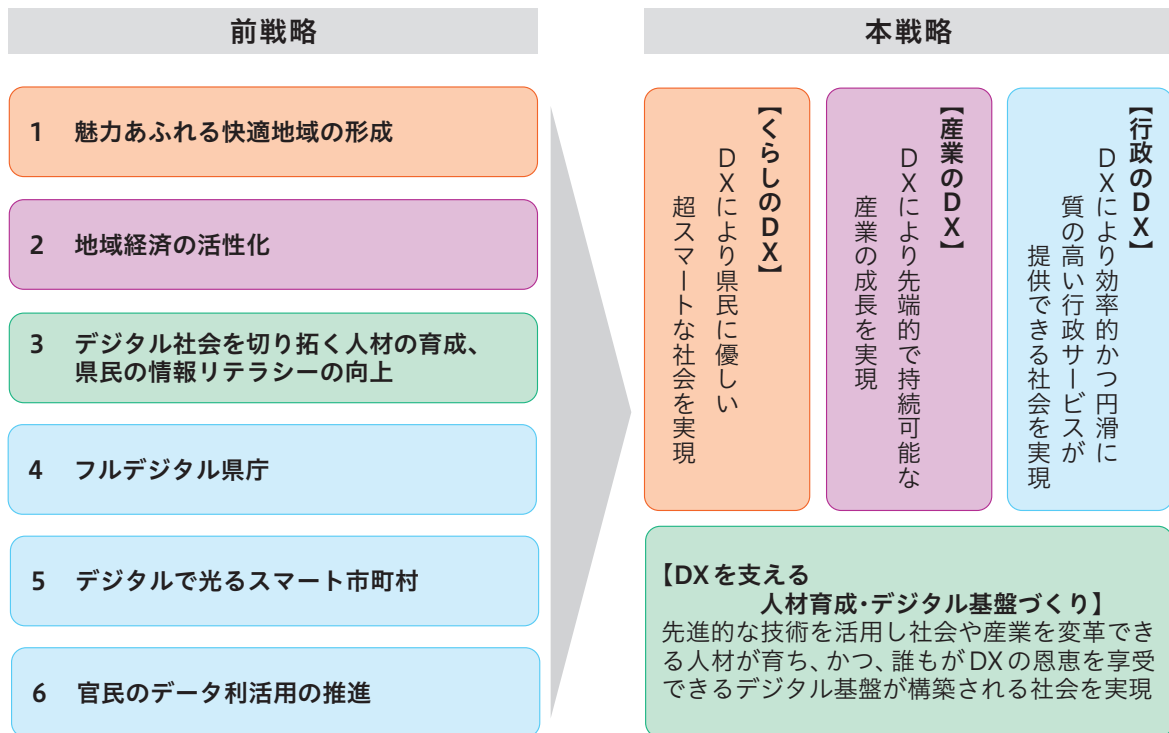 前戦略
1 魅力あふれる快適地域の形成
2 地域経済の活性化
3 デジタル社会を切り拓く人材の育成、
県民の情報リテラシーの向上
4 フルデジタル県庁
5 デジタルで光るスマート市町村
6 官民のデータ利活用の推進
本戦略
【くらしのDX】
DXにより県民に優しい
超スマートな社会を実現
【産業のDX】
DXにより先端的で持続可能な
産業の成長を実現
【行政のDX】
DXにより効率的かつ円滑に
質の高い行政サービスが
提供できる社会を実現
【DXを支える
人材育成・デジタル基盤づくり】
先進的な技術を活用し社会や産業を変革でき
る人材が育ち、かつ、誰もがDXの恩恵を享受
できるデジタル基盤が構築される社会を実現